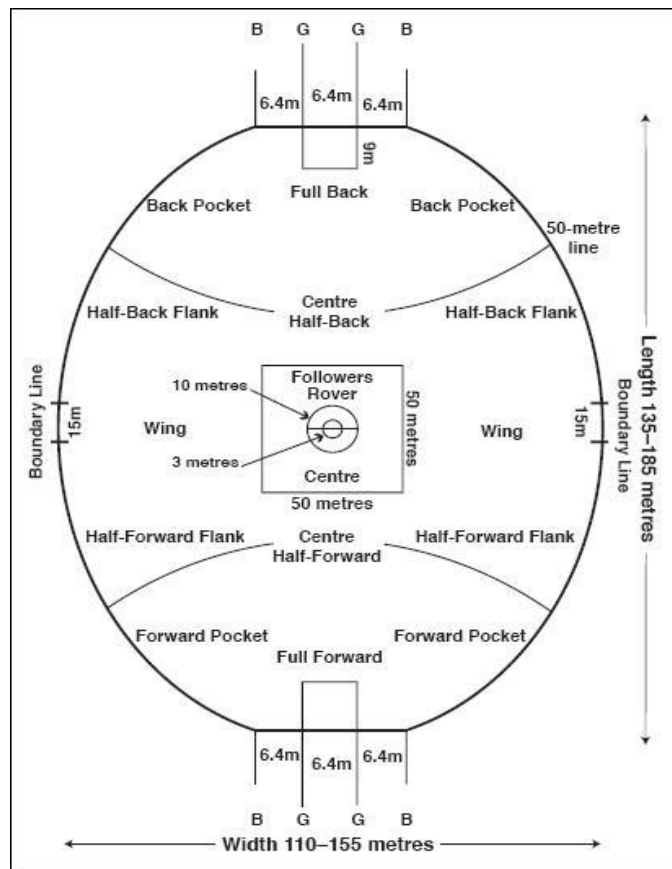 B G G B
6.4m 6.4m 6.4m
9m
Full Back
Back Pocket Back Pocket
50-metre
line
Half-Back Flank Centre Half-Back Flank
Half-Back
10 metres Followers
Rover
50 metres
Boundary Line
15m
Wing Wing
15m
Boundary Line
Length 135–185 metres
3 metres
Centre
50 metres
Half-Forward Flank Centre Half-Forward Flank
Half-Forward
Forward Pocket Forward Pocket
Full Forward
6.4m 6.4m 6.4m
B G G B
Width 110–155 metres